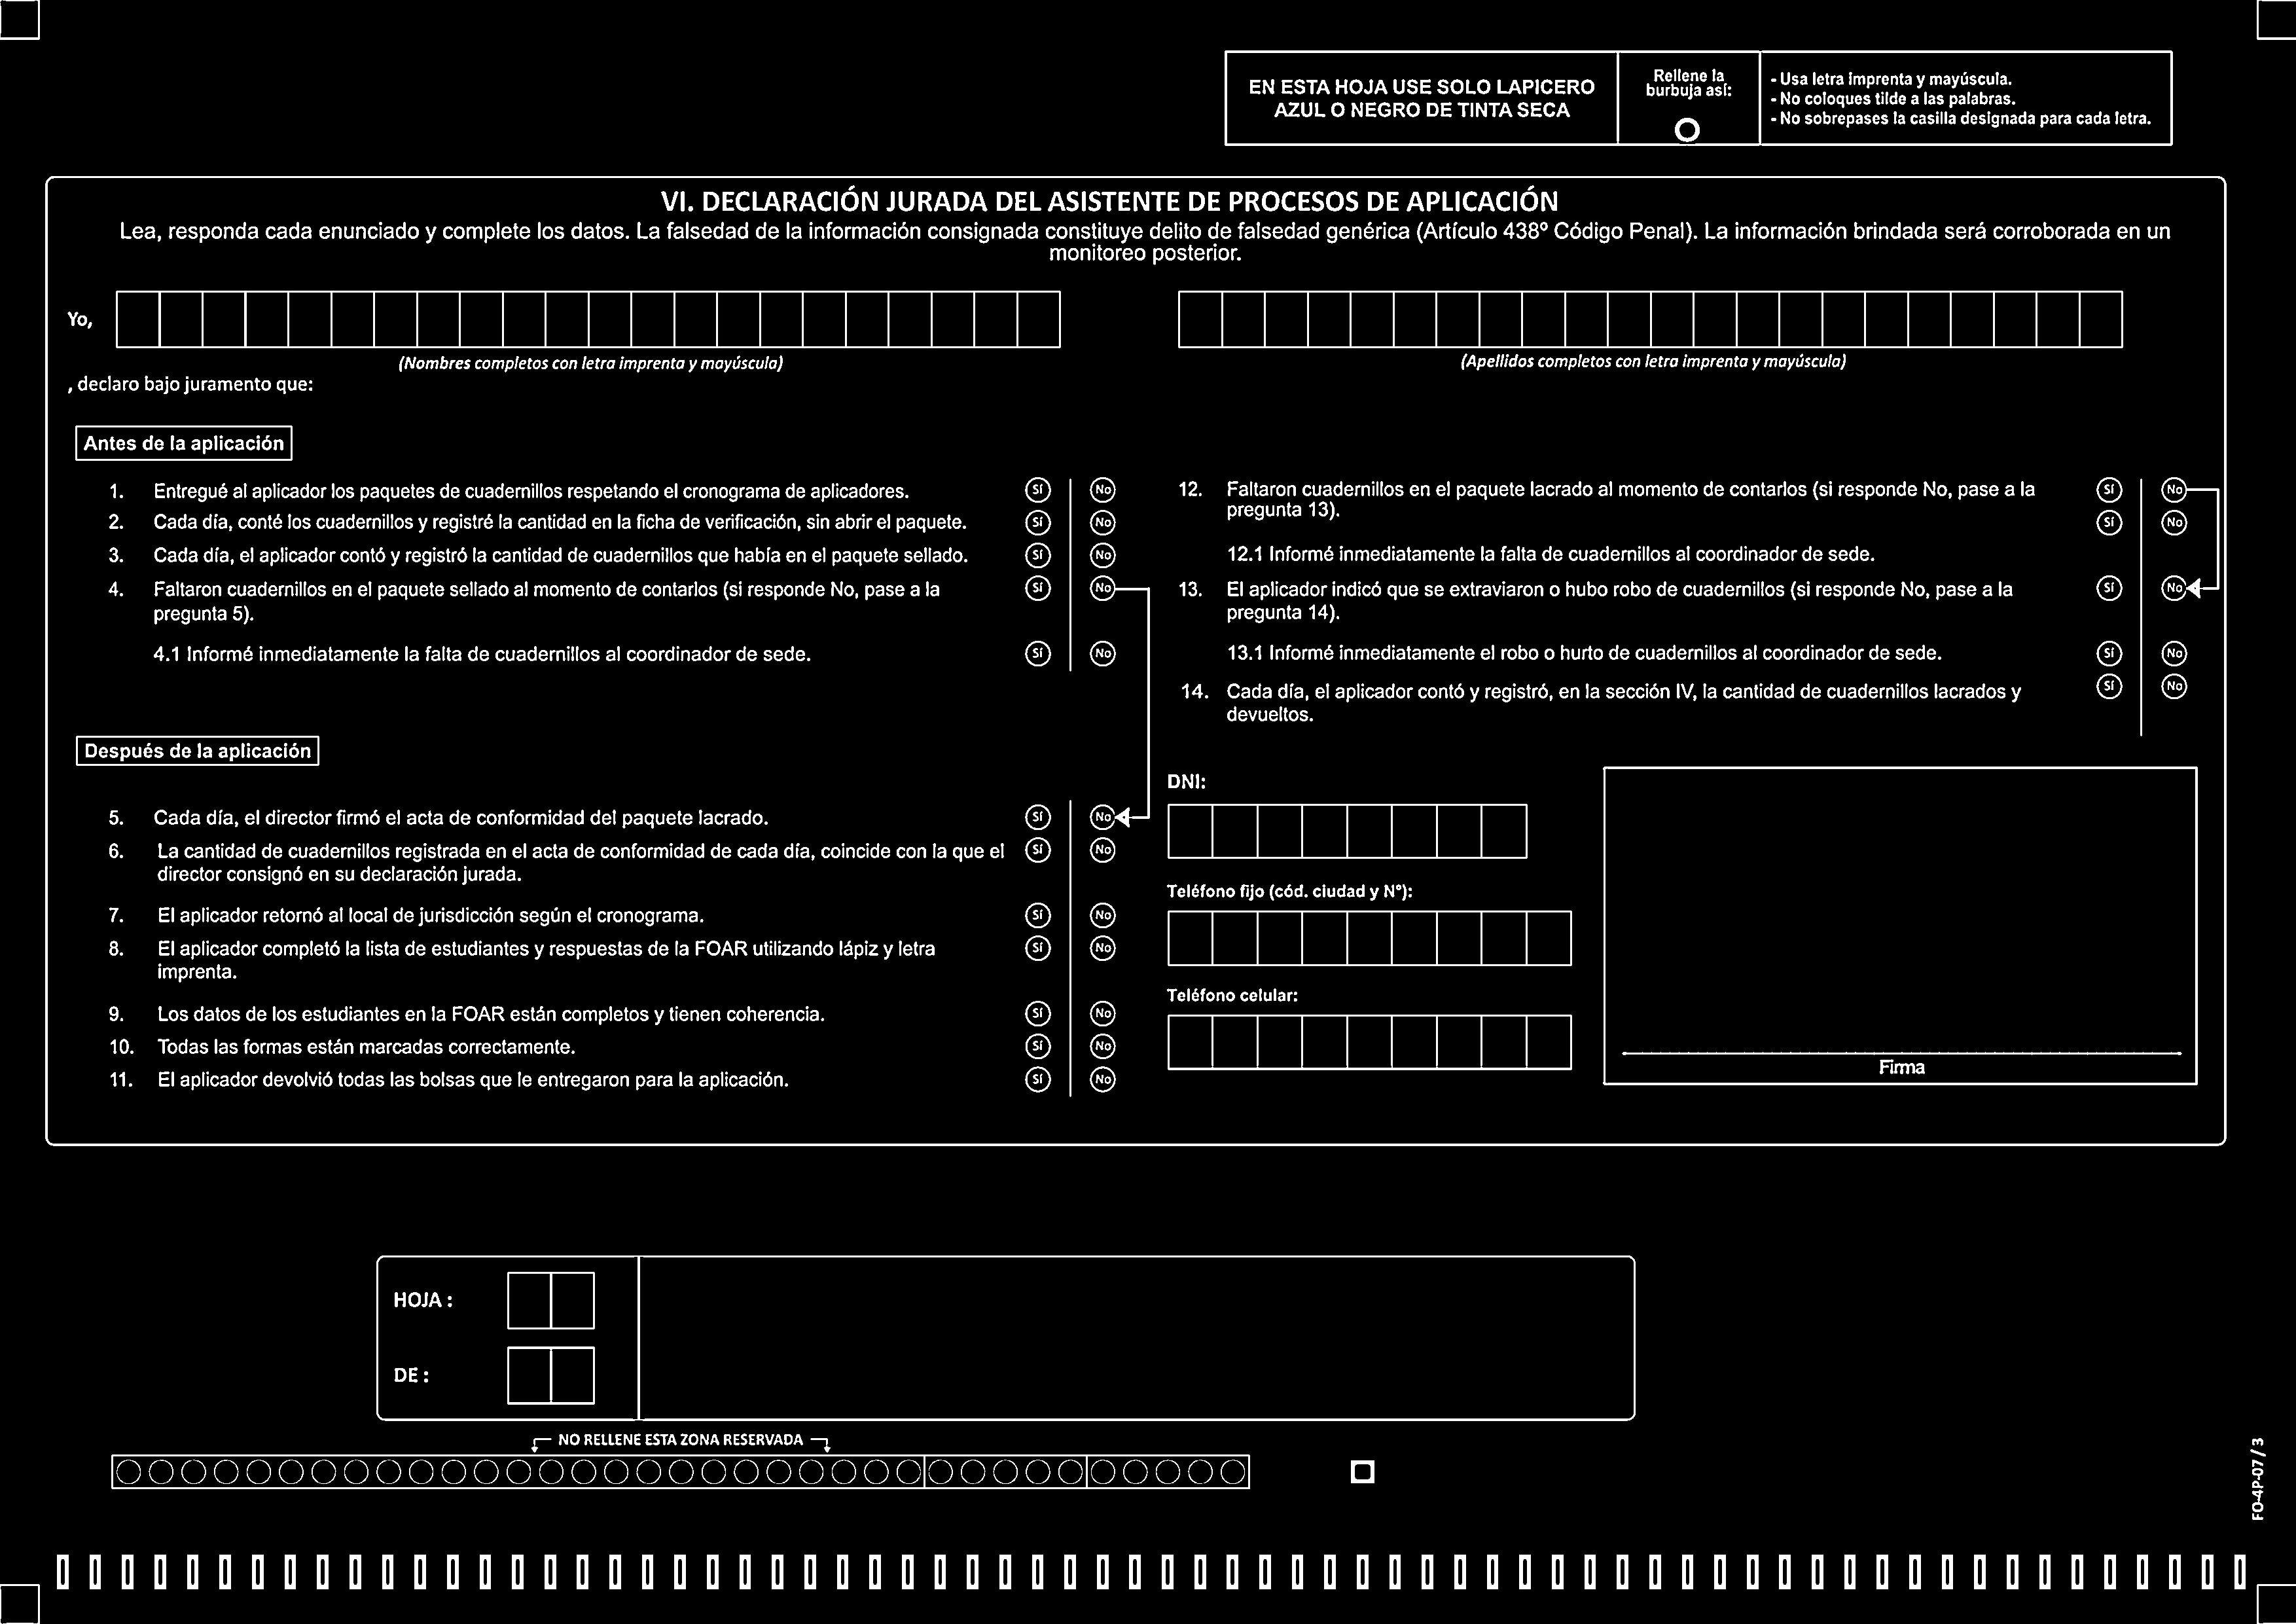 EN ESTA HOJA USE SOLO LAPICERO
AZUL O NEGRO DE TINTA SECA
Rellene la
burbuja así:
- Usa letra imprenta y mayúscula.
- No coloques tilde a las palabras.
- No sobrepases la casilla designada para cada letra.
VI. DECLARACIÓN JURADA DEL ASISTENTE DE PROCESOS DE APLICACIÓN
Lea, responda cada enunciado y complete los datos. La falsedad de la información consignada constituye delito de falsedad genérica (Artículo 438º Código Penal). La información brindada será corroborada en un
monitoreo posterior.
Yo,
(Nombres completos con letra imprenta y mayúscula)
(Apellidos completos con letra imprenta y mayúscula)
, declaro bajo juramento que:
Antes de la aplicación
1. Entregué al aplicador los paquetes de cuadernillos respetando el cronograma de aplicadores. Sí No
2. Cada día, conté los cuadernillos y registré la cantidad en la ficha de verificación, sin abrir el paquete. Sí No
3. Cada día, el aplicador contó y registró la cantidad de cuadernillos que había en el paquete sellado. Sí No
4. Faltaron cuadernillos en el paquete sellado al momento de contarlos (si responde No, pase a la Sí No
pregunta 5).
4.1 Informé inmediatamente la falta de cuadernillos al coordinador de sede. Sí No
Después de la aplicación
5. Cada día, el director firmó el acta de conformidad del paquete lacrado. Sí No
6. La cantidad de cuadernillos registrada en el acta de conformidad de cada día, coincide con la que el Sí No
director consignó en su declaración jurada.
7. El aplicador retornó al local de jurisdicción según el cronograma. Sí No
8. El aplicador completó la lista de estudiantes y respuestas de la FOAR utilizando lápiz y letra Sí No
imprenta.
9. Los datos de los estudiantes en la FOAR están completos y tienen coherencia. Sí No
10. Todas las formas están marcadas correctamente. Sí No
11. El aplicador devolvió todas las bolsas que le entregaron para la aplicación. Sí No
12. Faltaron cuadernillos en el paquete lacrado al momento de contarlos (si responde No, pase a la Sí No
pregunta 13). Sí No
12.1 Informé inmediatamente la falta de cuadernillos al coordinador de sede.
13. El aplicador indicó que se extraviaron o hubo robo de cuadernillos (si responde No, pase a la Sí No
pregunta 14).
13.1 Informé inmediatamente el robo o hurto de cuadernillos al coordinador de sede. Sí No
14. Cada día, el aplicador contó y registró, en la sección IV, la cantidad de cuadernillos lacrados y Sí No
devueltos.
DNI:
Teléfono fijo (cód. ciudad y N°):
Teléfono celular:
Firma
HOJA :
DE :
NO RELLENE ESTA ZONA RESERVADA
FO-4P-07 / 3